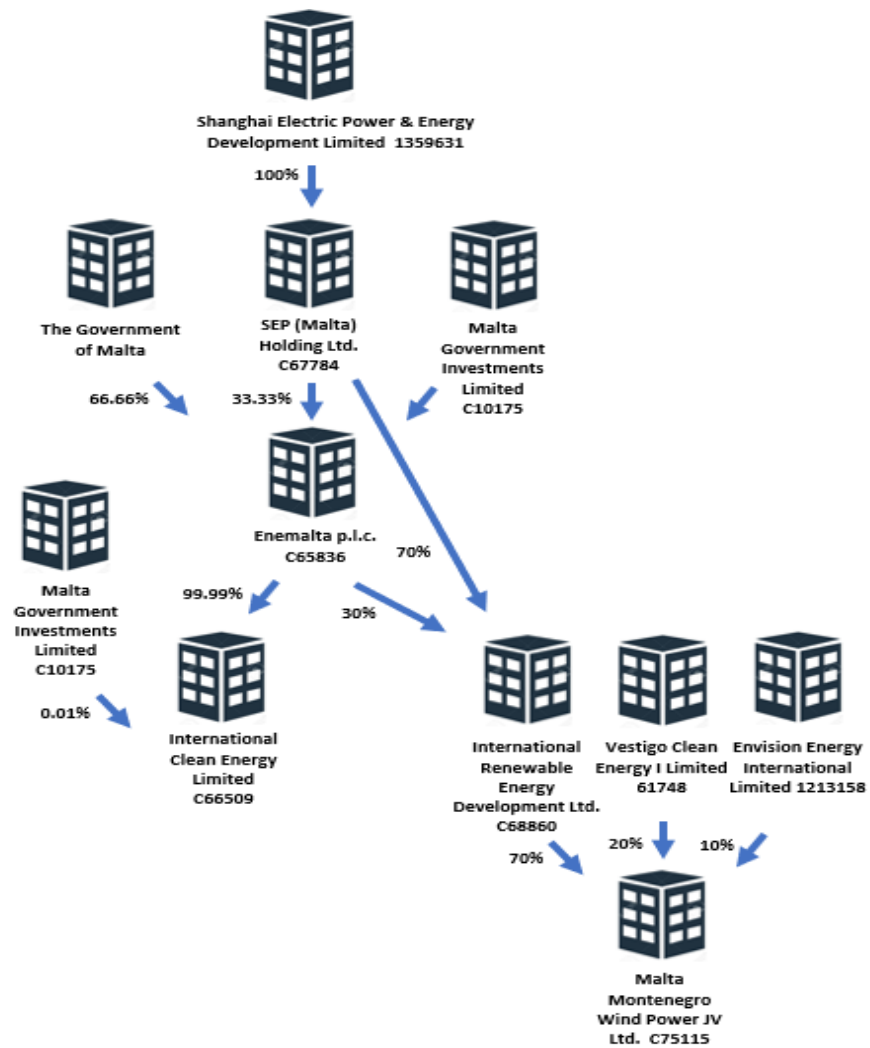 Shanghai Electric Power & Energy
Development Limited 1359631
100%
The Government
of Malta
SEP (Malta)
Holding Ltd.
C67784
Malta
Government
Investments
Limited
C10175
66.66%
33.33%
Enemalta p.l.c.
C65836
70%
Malta
Government
Investments
Limited
C10175
99.99%
30%
0.01%
International
Clean Energy
Limited
C66509
International
Renewable
Energy
Development Ltd.
C68860
Vestigo Clean
Energy I Limited
61748
Envision Energy
International
Limited 1213158
70%
20%
10%
Malta
Montenegro
Wind Power JV
Ltd. C75115